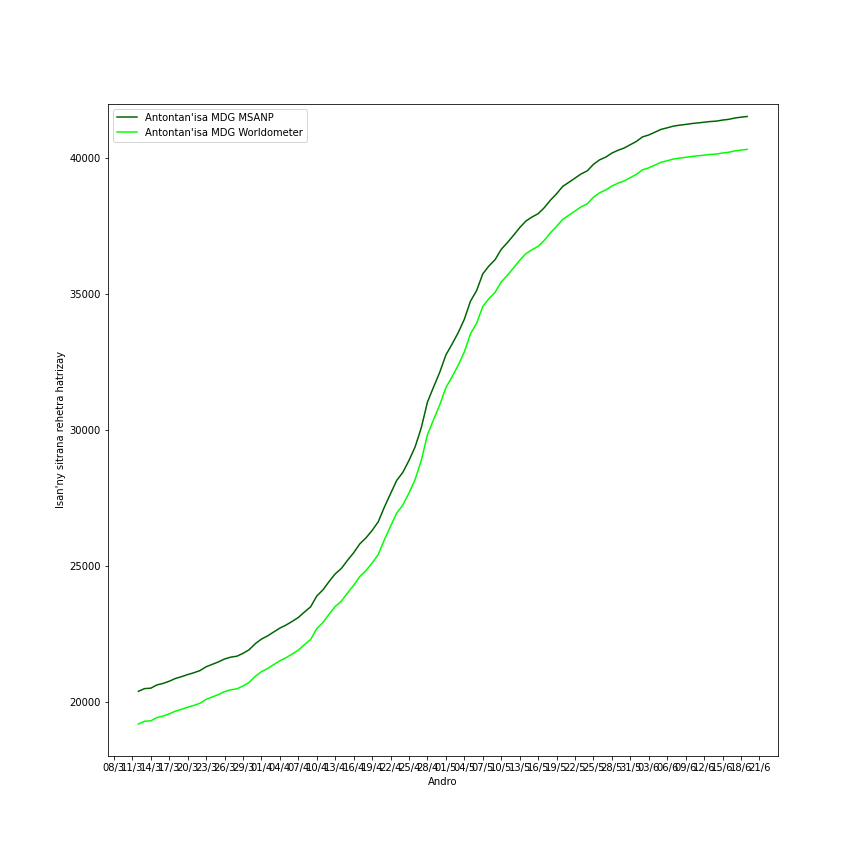 Antontan'isa MDG MSANP
Antontan'isa MDG Worldometer
40000
35000
30000
25000
20000
Isan'ny sitrana rehetra hatrizay
08/3 11/3 14/3 17/3 20/3 23/3 26/3 29/3 01/4 04/4 07/4 10/4 13/4 16/4 19/4 22/4 25/4 28/4 01/5 04/5 07/5 10/5 13/5 16/5 19/5 22/5 25/5 28/5 31/5 03/6 06/6 09/6 12/6 15/6 18/6 21/6
Andro